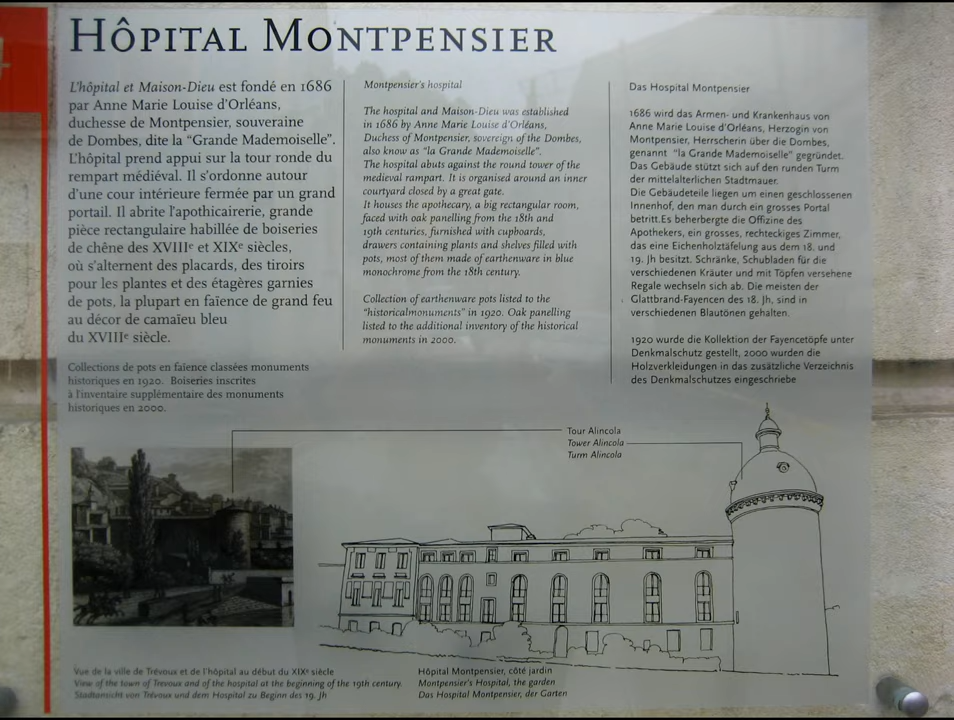 HÔPITAL MONTPENSIER
L'hôpital et Maison-Dieu est fondé en 1686
par Anne Marie Louise d'Orléans,
duchesse de Montpensier, souveraine
de Dombes, dite la "Grande Mademoiselle".
L'hôpital prend appui sur la tour ronde du
rempart médiéval. Il s'ordonne autour
d'une cour intérieure fermée par un grand
portail. Il abrite l'apothicairerie, grande
pièce rectangulaire habillée de boiseries
de chêne des XVIIIe et XIXe siècles,
où s'alternent des placards, des tiroirs
pour les plantes et des étagères garnies
de pots, la plupart en faïence de grand feu
au décor de camaïeu bleu
du XVIIIe siècle.
Collections de pots en faïence classées monuments
historiques en 1920. Boiseries inscrites
à l'inventaire supplémentaire des monuments
historiques en 2000.
Montpensier's hospital
The hospital and Maison-Dieu was established
in 1686 by Anne Marie Louise d'Orléans,
Duchess of Montpensier, sovereign of the Dombes,
also know as "la Grande Mademoiselle".
The hospital abuts against the round tower of the
medieval rampart. It is organised around an inner
courtyard closed by a great gate.
It houses the apothecary, a big rectangular room,
faced with oak panelling from the 18th and
19th centuries, furnished with cupboards,
drawers containing plants and shelves filled with
pots, most of them made of earthenware in blue
monochrome from the 18th century.
Collection of earthenware pots listed to the
"historicalmonuments" in 1920. Oak panelling
listed to the additional inventory of the historical
monuments in 2000.
Das Hospital Montpensier
1686 wird das Armen- und Krankenhaus von
Anne Marie Louise d'Orléans, Herzogin von
Montpensier, Herrscherin über die Dombes,
genannt "la Grande Mademoiselle" gegründet.
Das Gebäude stützt sich auf den runden Turm
der mittelalterlichen Stadtmauer.
Die Gebäudeteile liegen um einen geschlossenen
Innenhof, den man durch ein grosses Portal
betritt.Es beherbergte die Offizine des
Apothekers, ein grosses, rechteckiges Zimmer,
das eine Eichenholztäfelung aus dem 18. und
19. Jh besitzt. Schränke, Schubladen für die
verschiedenen Kräuter und mit Töpfen versehene
Regale wechseln sich ab. Die meisten der
Glattbrand-Fayencen des 18. Jh, sind in
verschiedenen Blautönen gehalten.
1920 wurde die Kollektion der Fayencetöpfe unter
Denkmalschutz gestellt, 2000 wurden die
Holzverkleidungen in das zusätzliche Verzeichnis
des Denkmalschutzes eingeschriebe
Tour Alincola
Tower Alincola
Turm Alincola
Vue de la ville de Trévoux et de l'hôpital au début du XIXe siècle
View of the town of Trevoux and of the hospital at the beginning of the 19th century.
Stadtansicht von Trévoux und dem Hospital zu Beginn des 19. Jh
Hôpital Montpensier, côté jardin
Montpensier's Hospital, the garden
Das Hospital Montpensier, der Garten